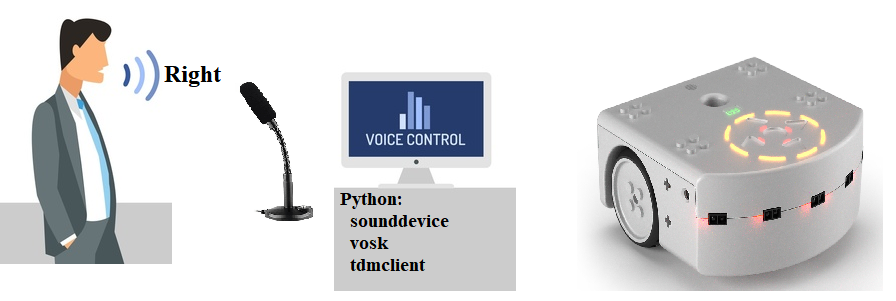 Right
VOICE CONTROL
Python:
sounddevice
vosk
tdmclient